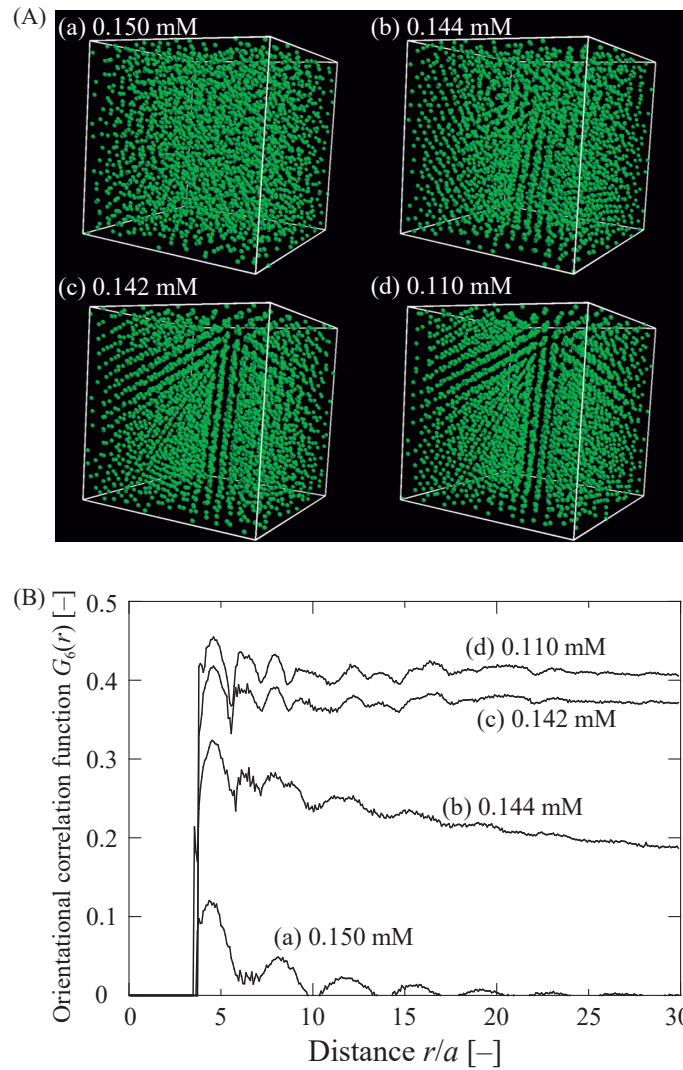 (A)
(a) 0.150 mM
(b) 0.144 mM
(c) 0.142 mM
(d) 0.110 mM
(B)
Orientational correlation function G₆(r) [–]
0.5
0.4
0.3
0.2
0.1
0
(d) 0.110 mM
(c) 0.142 mM
(b) 0.144 mM
(a) 0.150 mM
0 5 10 15 20 25 30
Distance r/a [–]